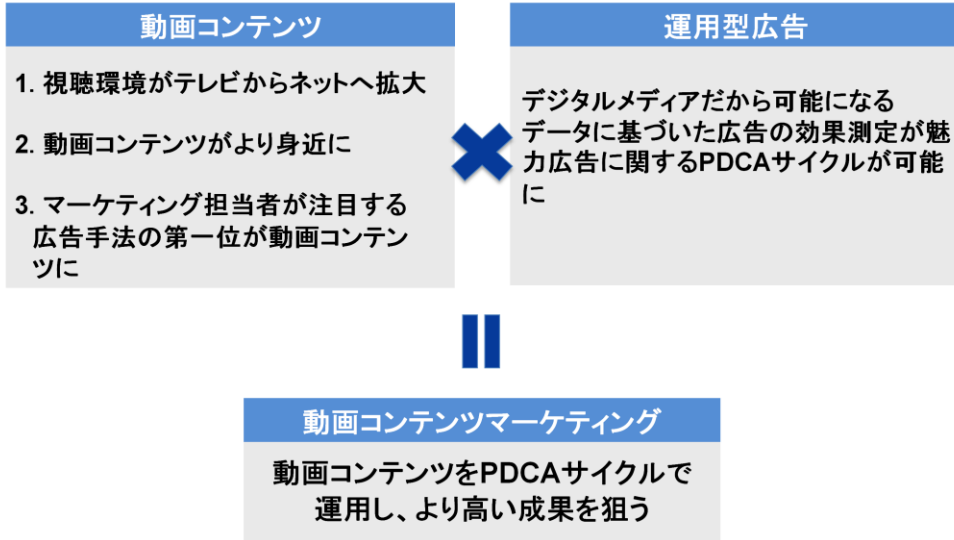 動画コンテンツ
1. 視聴環境がテレビからネットへ拡大
2. 動画コンテンツがより身近に
3. マーケティング担当者が注目する
広告手法の第一位が動画コンテン
ツに
運用型広告
デジタルメディアだから可能になる
データに基づいた広告の効果測定が魅
力広告に関するPDCAサイクルが可能
に
動画コンテンツマーケティング
動画コンテンツをPDCAサイクルで
運用し、より高い成果を狙う